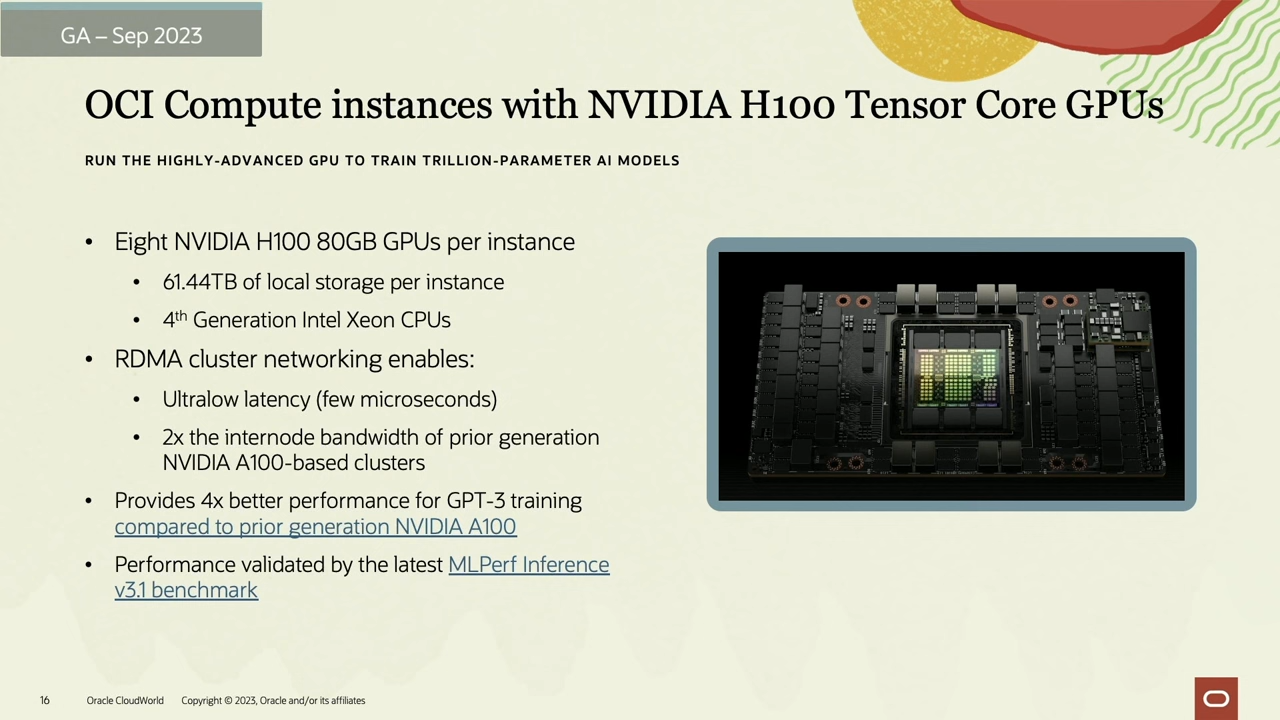 GA – Sep 2023
OCI Compute instances with NVIDIA H100 Tensor Core GPUs
RUN THE HIGHLY-ADVANCED GPU TO TRAIN TRILLION-PARAMETER AI MODELS
• Eight NVIDIA H100 80GB GPUs per instance
• 61.44TB of local storage per instance
• 4th Generation Intel Xeon CPUs
• RDMA cluster networking enables:
• Ultralow latency (few microseconds)
• 2x the internode bandwidth of prior generation
NVIDIA A100-based clusters
• Provides 4x better performance for GPT-3 training
compared to prior generation NVIDIA A100
• Performance validated by the latest MLPerf Inference
v3.1 benchmark
16 Oracle CloudWorld Copyright © 2023, Oracle and/or its affiliates